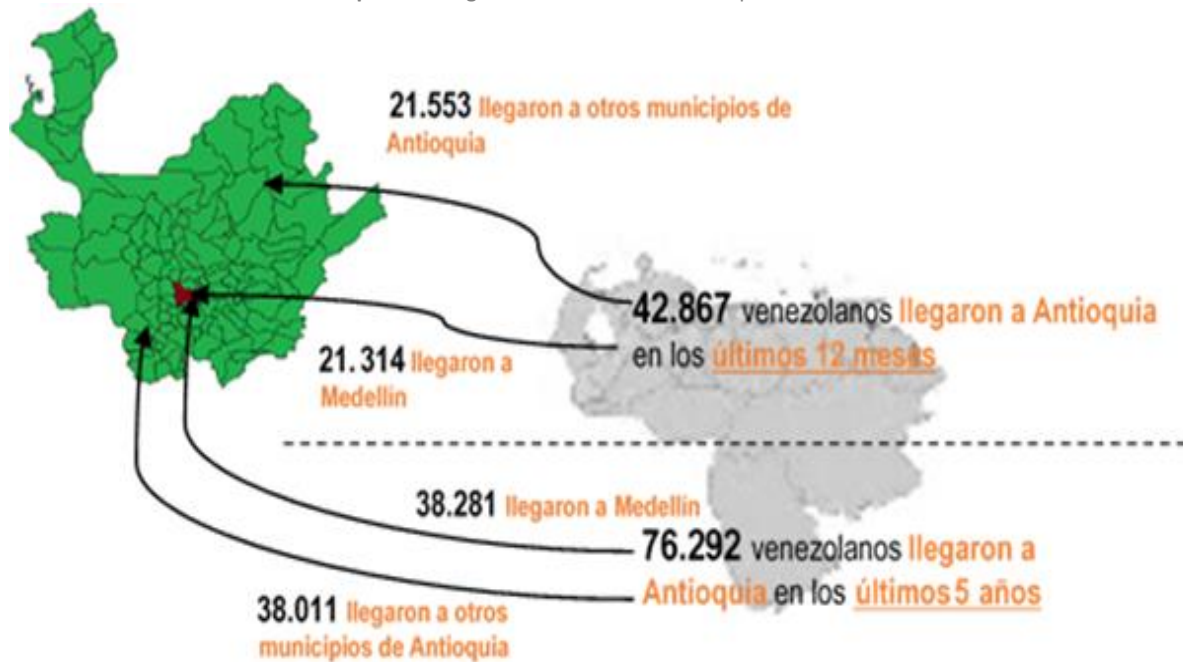 21.553 llegaron a otros municipios de
Antioquia
42.867 venezolanos llegaron a Antioquia
en los últimos 12 meses
21.314 llegaron a
Medellin
38.281 llegaron a Medellín
76.292 venezolanos llegaron a
Antioquia en los últimos 5 años
38.011 llegaron a otros
municipios de Antioquia